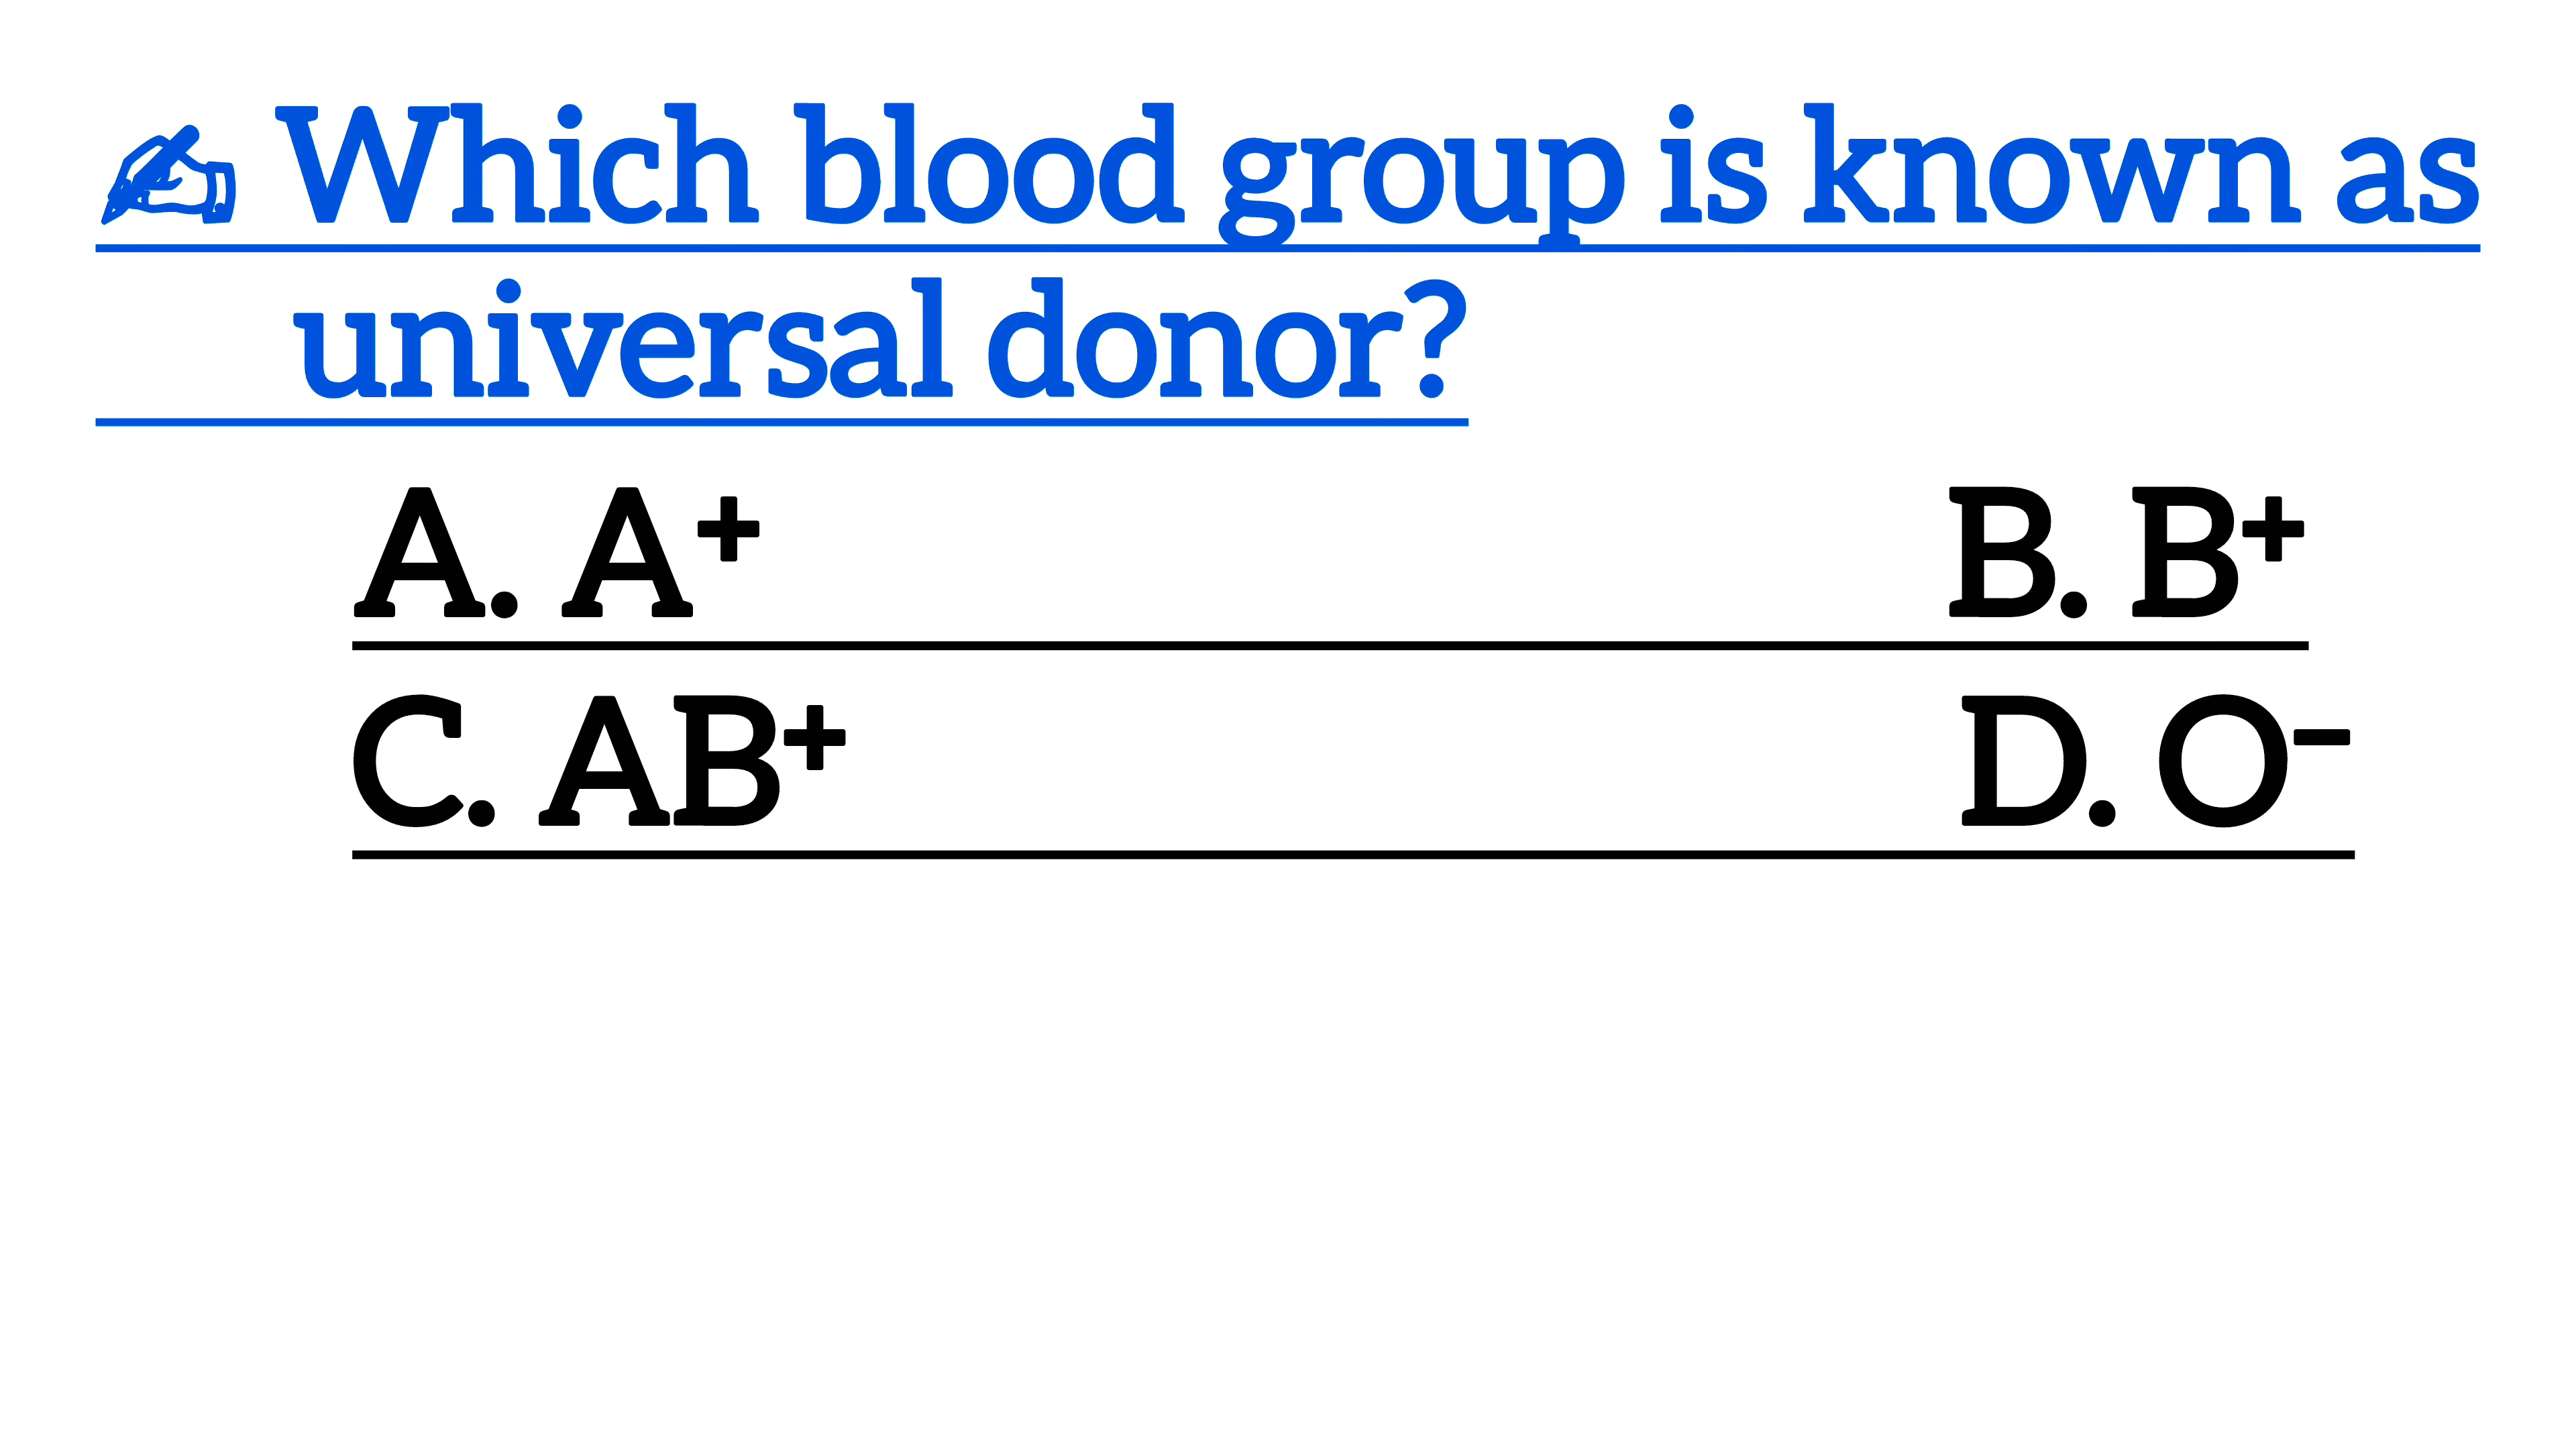 ✍ Which blood group is known as
universal donor?
A. A⁺ B. B⁺
C. AB⁺ D. O⁻